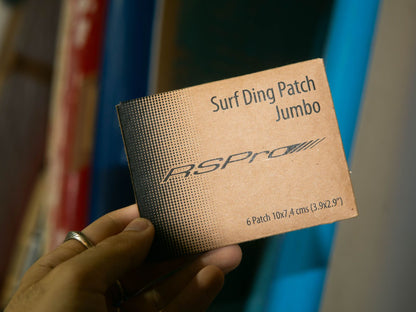 Surf Ding Patch
Jumbo
RSPro
6 Patch 10x7,4 cms (3.9x2.9")